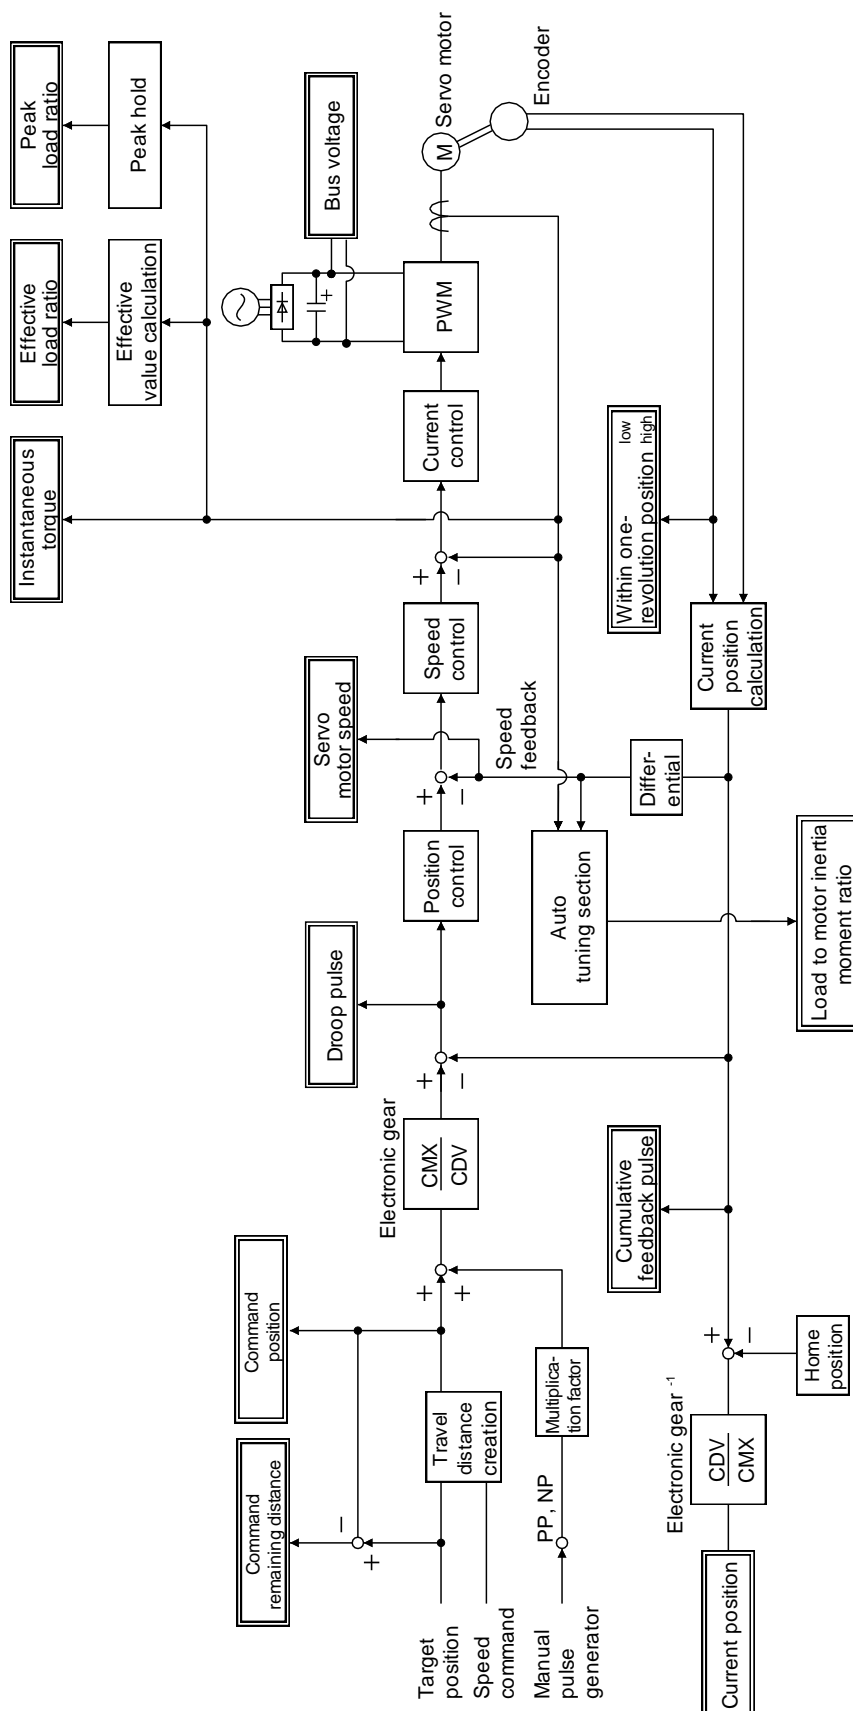 Instantaneous
torque
Effective
load ratio
Peak
load ratio
Effective
value calculation
Peak hold
Command
remaining distance
Command
position
Droop pulse
Servo
motor speed
Bus voltage
+
Servo motor
M
Encoder
Target
position
Speed
command
Travel
distance
creation
+
−
+
+
Electronic gear
CMX
CDV
+
−
Position
control
+
−
Speed
control
+
−
Current
control
PWM
Speed
feedback
Manual
pulse
generator
PP, NP
Multiplica-
tion factor
Auto
tuning section
Differ-
ential
Cumulative
feedback pulse
Within one- low
revolution position high
Current
position
calculation
Current position
Electronic gear -1
CDV
CMX
+
−
Home
position
Load to motor inertia
moment ratio